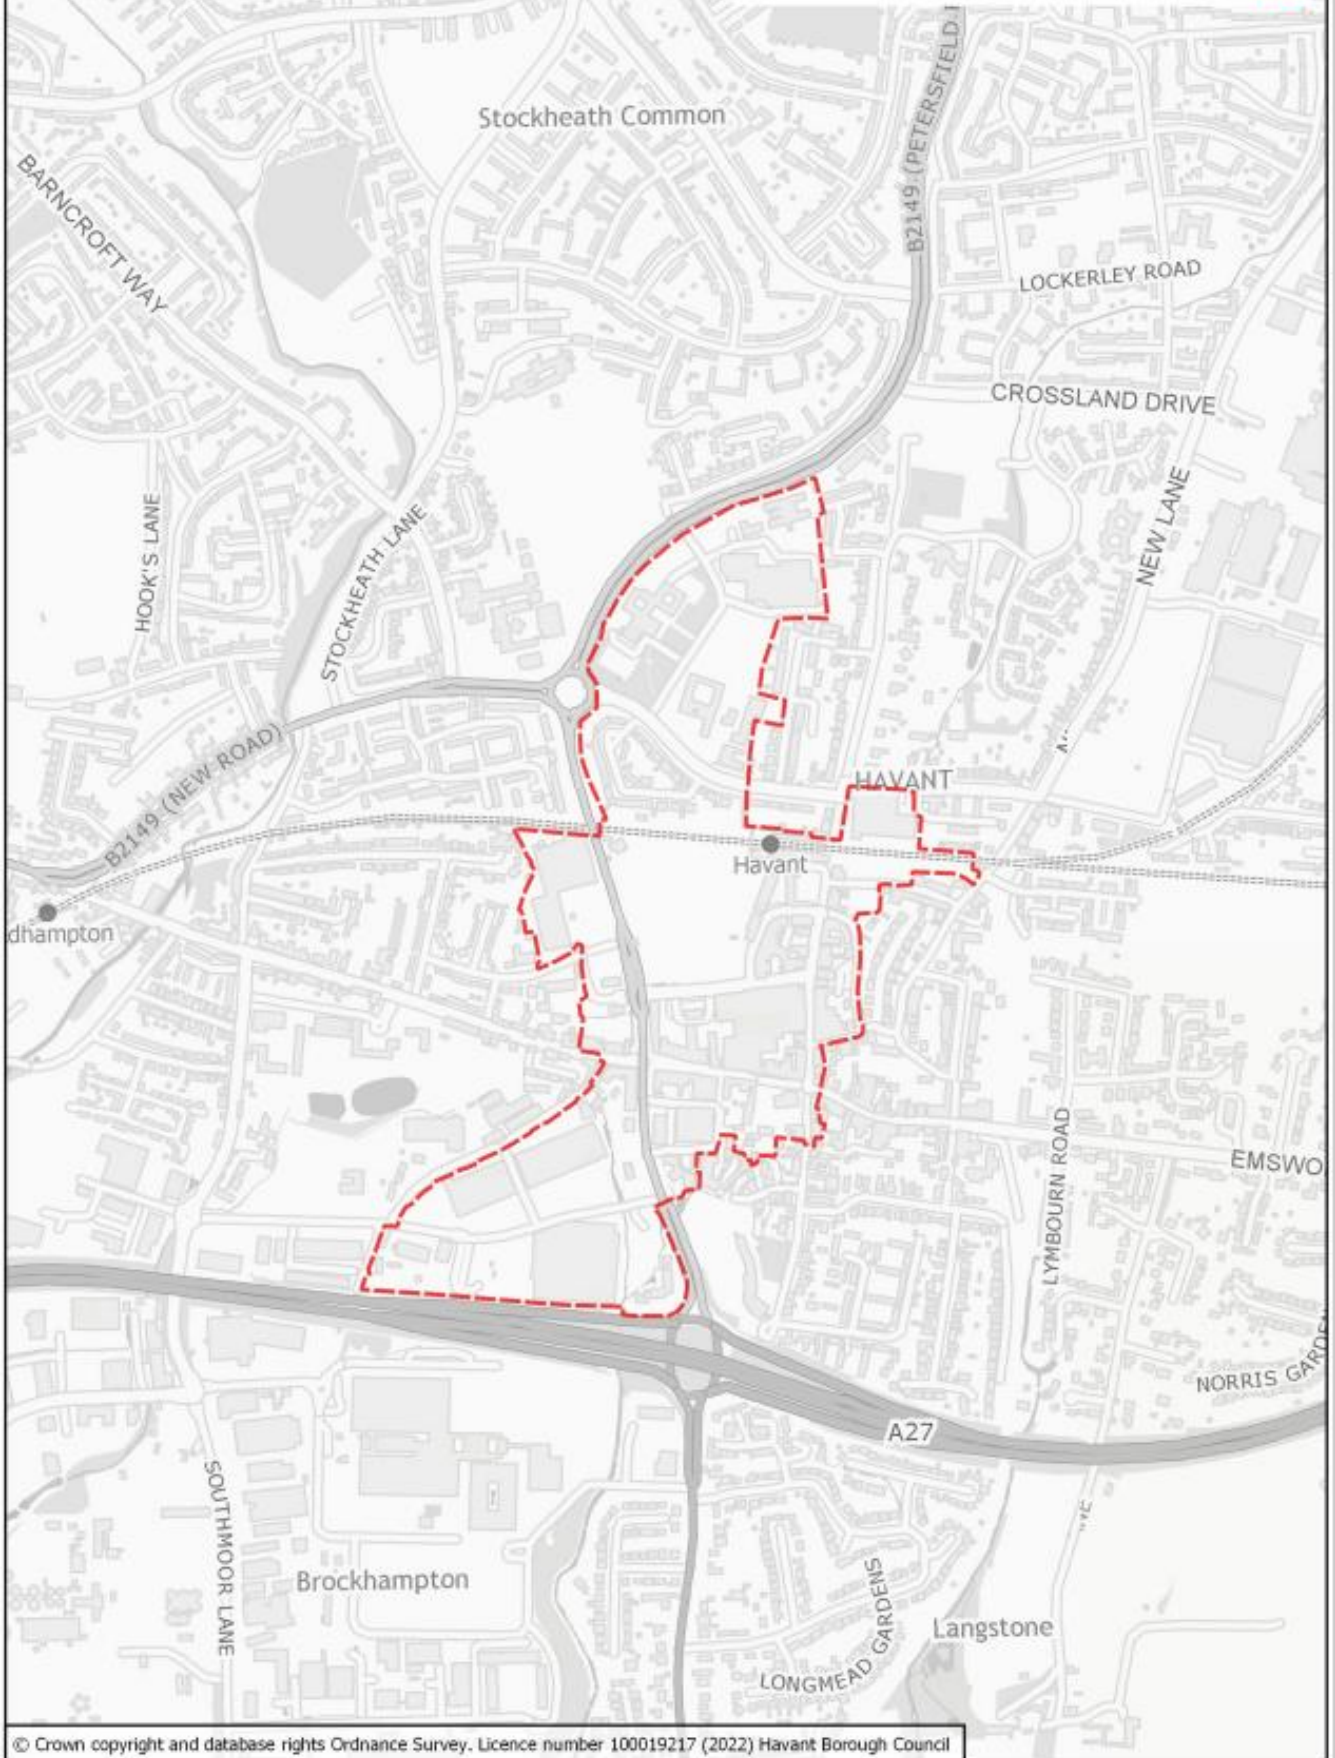 Stockheath Common
B2149 (PETERSFIELD
BARNCROFT WAY
LOCKERLEY ROAD
CROSSLAND DRIVE
HOOK'S LANE
STOCKHEATH LANE
NEW LANE
B2149 (NEW ROAD)
HAVANT
Havant
dhampton
LYMBOURN ROAD
EMSWO
NORRIS GARDEN
A27
SOUTHMOOR LANE
Brockhampton
LONGMEAD GARDENS
Langstone
© Crown copyright and database rights Ordnance Survey. Licence number 100019217 (2022) Havant Borough Council